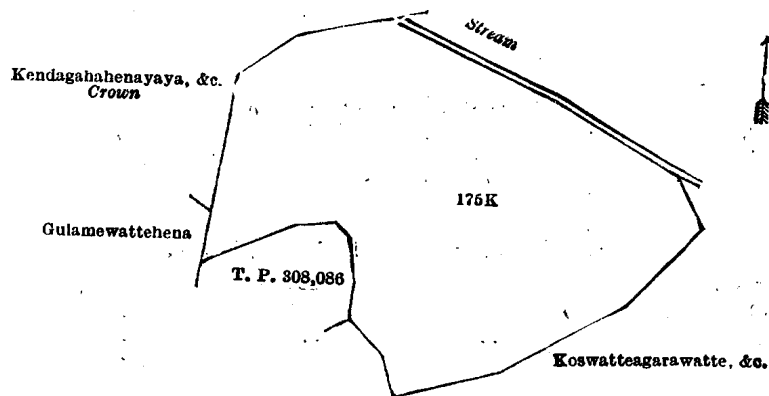 Stream
Kendagahahenayaya, &c.
Crown
175K
Gulamewattehena
T. P. 308,086
Koswatteagarawatte, &c.